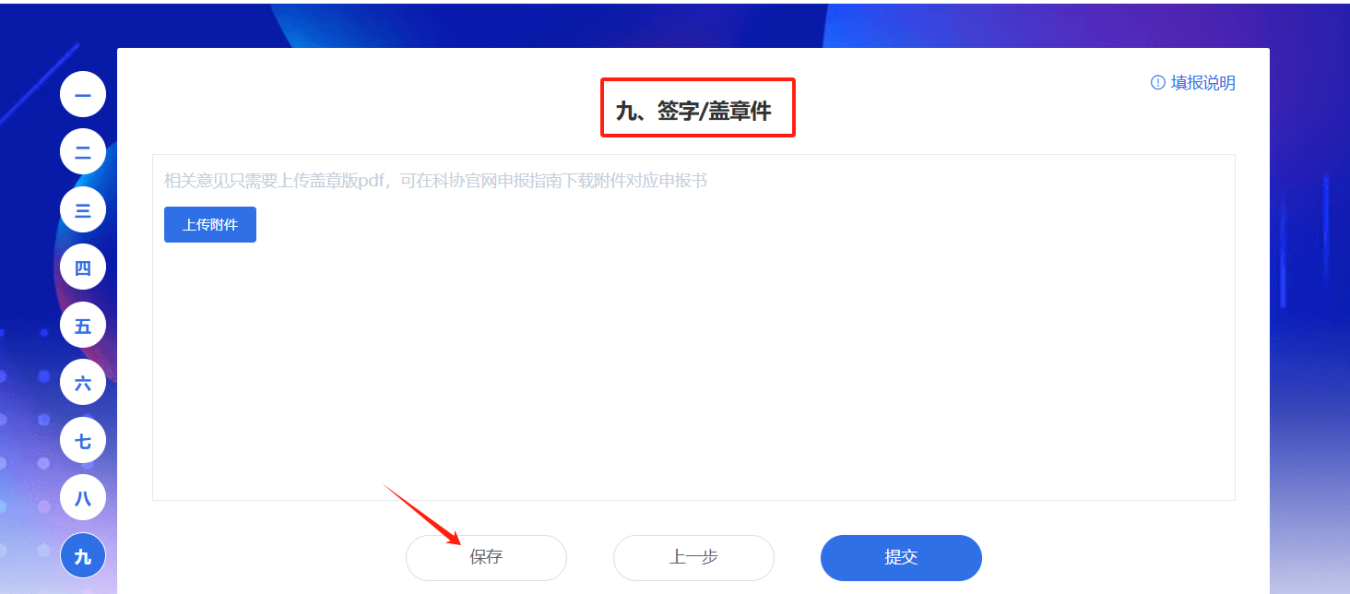 填报说明
九、签字/盖章件
一
二
三
四
五
六
七
八
九
相关意见只需要上传盖章版pdf，可在科协官网申报指南下载附件对应申报书
上传附件
保存
上一步
提交